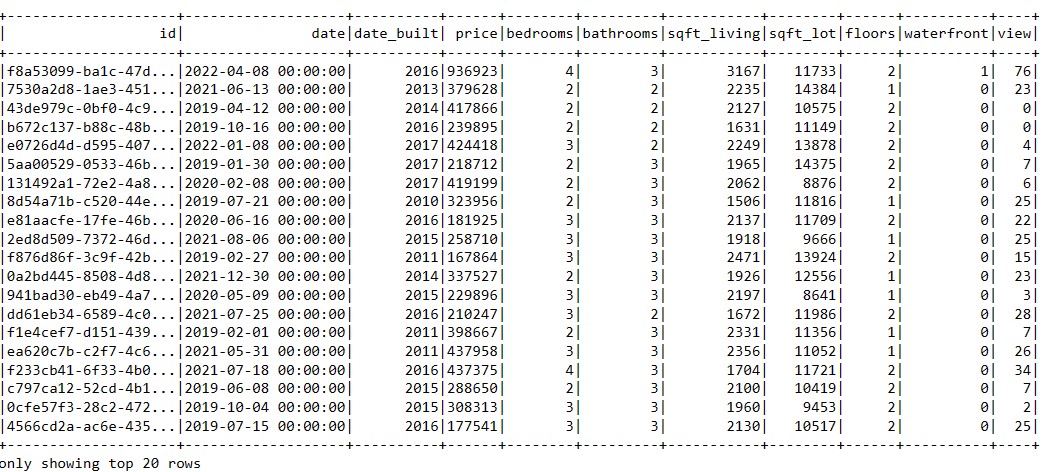 +--------------------+-------------------+----------+------+--------+---------+-----------+--------+------+----------+----+
|                  id|               date|date_built| price|bedrooms|bathrooms|sqft_living|sqft_lot|floors|waterfront|view|
+--------------------+-------------------+----------+------+--------+---------+-----------+--------+------+----------+----+
|f8a53099-ba1c-47d...|2022-04-08 00:00:00|      2016|936923|       4|        3|       3167|   11733|     2|         1|  76|
|7530a2d8-1ae3-451...|2021-06-13 00:00:00|      2013|379628|       2|        2|       2235|   14384|     1|         0|  23|
|43de979c-0bf0-4c9...|2019-04-12 00:00:00|      2014|417866|       2|        2|       2127|   10575|     2|         0|   0|
|b672c137-b88c-48b...|2019-10-16 00:00:00|      2016|239895|       2|        2|       1631|   11149|     2|         0|   0|
|e0726d4d-d595-407...|2022-01-08 00:00:00|      2017|424418|       3|        2|       2249|   13878|     2|         0|   4|
|5aa00529-0533-46b...|2019-01-30 00:00:00|      2017|218712|       2|        3|       1965|   14375|     2|         0|   7|
|131492a1-72e2-4a8...|2020-02-08 00:00:00|      2017|419199|       2|        3|       2062|    8876|     2|         0|   6|
|8d54a71b-c520-44e...|2019-07-21 00:00:00|      2010|323956|       2|        3|       1506|   11816|     1|         0|  25|
|e81aacfe-17fe-46b...|2020-06-16 00:00:00|      2016|181925|       3|        3|       2137|   11709|     2|         0|  22|
|2ed8d509-7372-46d...|2021-08-06 00:00:00|      2015|258710|       3|        3|       1918|    9666|     1|         0|  25|
|f876d86f-3c9f-42b...|2019-02-27 00:00:00|      2011|167864|       3|        3|       2471|   13924|     2|         0|  15|
|0a2bd445-8508-4d8...|2021-12-30 00:00:00|      2014|337527|       2|        3|       1926|   12556|     1|         0|  23|
|941bad30-eb49-4a7...|2020-05-09 00:00:00|      2015|229896|       3|        3|       2197|    8641|     1|         0|   3|
|dd61eb34-6589-4c0...|2021-07-25 00:00:00|      2016|210247|       3|        2|       1672|   11986|     2|         0|  28|
|f1e4cef7-d151-439...|2019-02-01 00:00:00|      2011|398667|       2|        3|       2331|   11356|     1|         0|   7|
|ea620c7b-c2f7-4c6...|2021-05-31 00:00:00|      2011|437958|       3|        3|       2356|   11052|     1|         0|  26|
|f233cb41-6f33-4b0...|2021-07-18 00:00:00|      2016|437375|       4|        3|       1704|   11721|     2|         0|  34|
|c797ca12-52cd-4b1...|2019-06-08 00:00:00|      2015|288650|       2|        3|       2100|   10419|     2|         0|   7|
|0cfe57f3-28c2-472...|2019-10-04 00:00:00|      2015|308313|       3|        3|       1960|    9453|     2|         0|   2|
|4566cd2a-ac6e-435...|2019-07-15 00:00:00|      2016|177541|       3|        3|       2130|   10517|     2|         0|  25|
+--------------------+-------------------+----------+------+--------+---------+-----------+--------+------+----------+----+
only showing top 20 rows